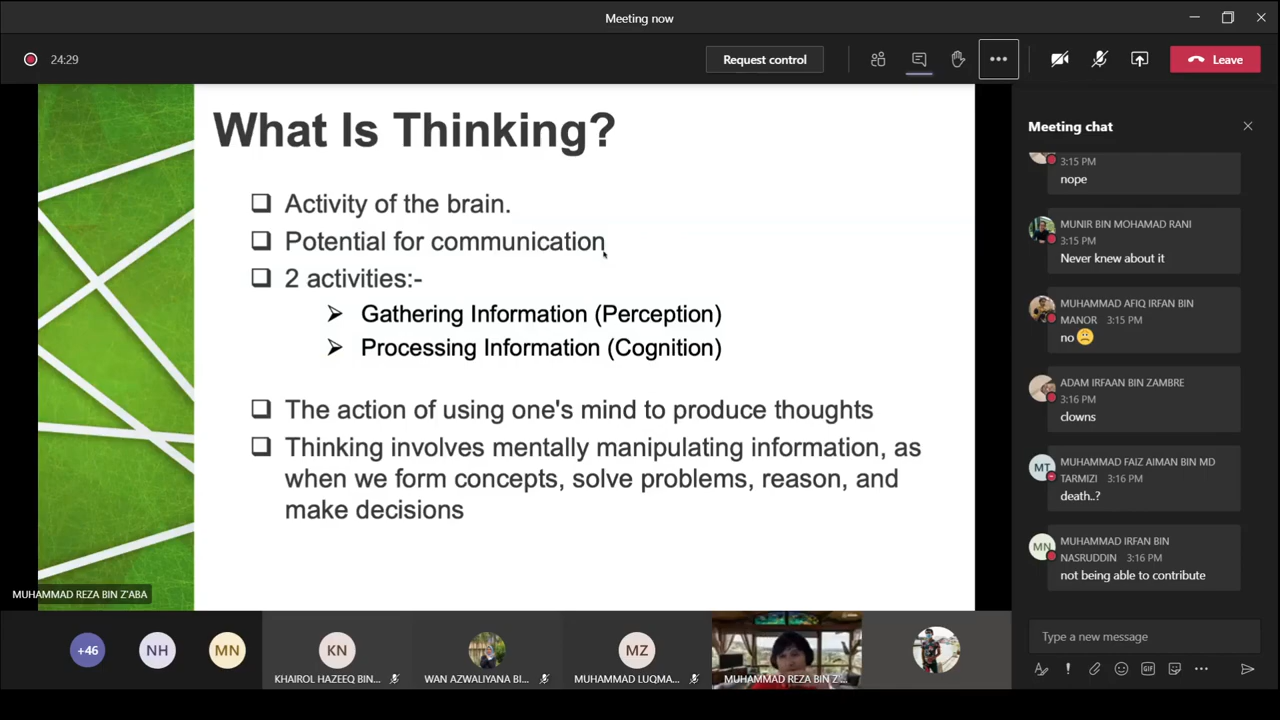 Meeting now
24:29
Request control
Leave
What Is Thinking?
Activity of the brain.
Potential for communication
2 activities:-
Gathering Information (Perception)
Processing Information (Cognition)
The action of using one's mind to produce thoughts
Thinking involves mentally manipulating information, as
when we form concepts, solve problems, reason, and
make decisions
MUHAMMAD REZA BIN Z'ABA
Meeting chat
3:15 PM
nope
MUNIR BIN MOHAMAD RANI
3:15 PM
Never knew about it
MUHAMMAD AFIQ IRFAN BIN
MANOR 3:15 PM
no
ADAM IRFAAN BIN ZAMBRE
3:16 PM
clowns
MT
MUHAMMAD FAIZ AIMAN BIN MD
TARMIZI 3:16 PM
death..?
MN
MUHAMMAD IRFAN BIN
NASRUDDIN 3:16 PM
not being able to contribute
Type a new message
GIF
+46
NH
MN
KN
KHAIROL HAZEEQ BIN...
WAN AZWALIYANA BI...
MZ
MUHAMMAD LUQMA...
MUHAMMAD REZA BIN Z'...